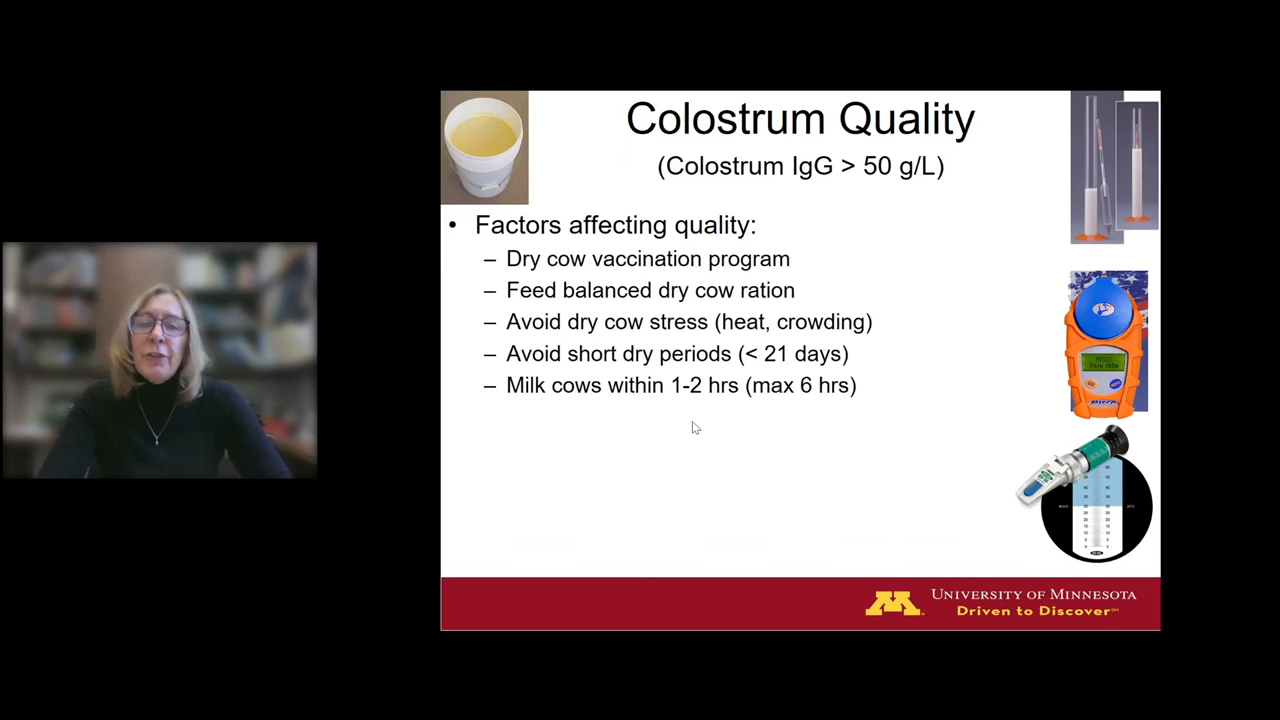 Colostrum Quality
(Colostrum IgG > 50 g/L)
• Factors affecting quality:
– Dry cow vaccination program
– Feed balanced dry cow ration
– Avoid dry cow stress (heat, crowding)
– Avoid short dry periods (< 21 days)
– Milk cows within 1-2 hrs (max 6 hrs)
MISCO
UNIVERSITY OF MINNESOTA
Driven to Discover℠